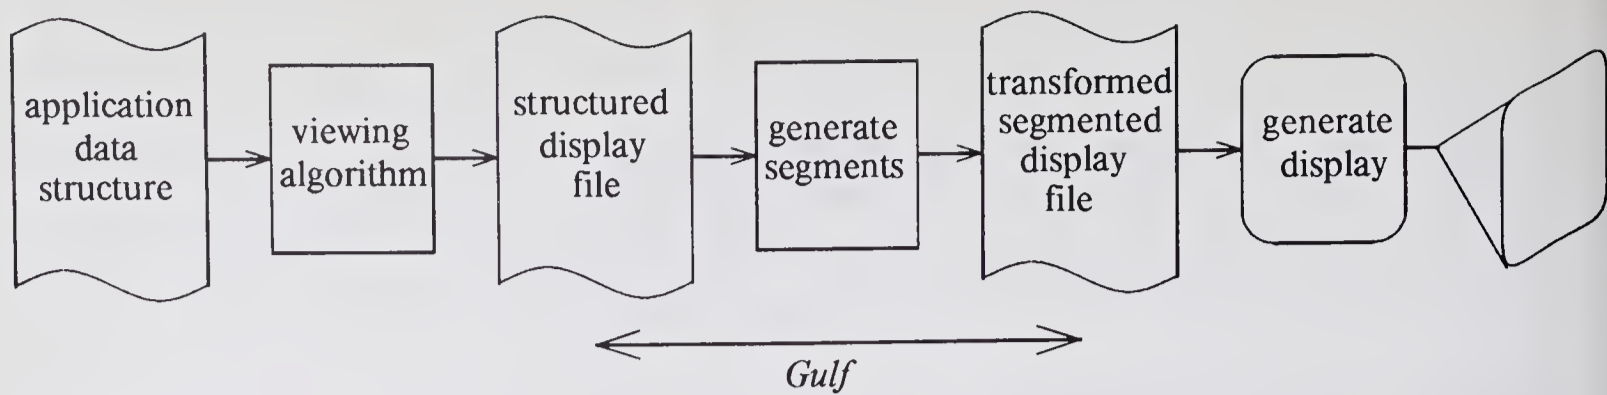 application
data
structure
viewing
algorithm
structured
display
file
generate
segments
transformed
segmented
display
file
generate
display
Gulf